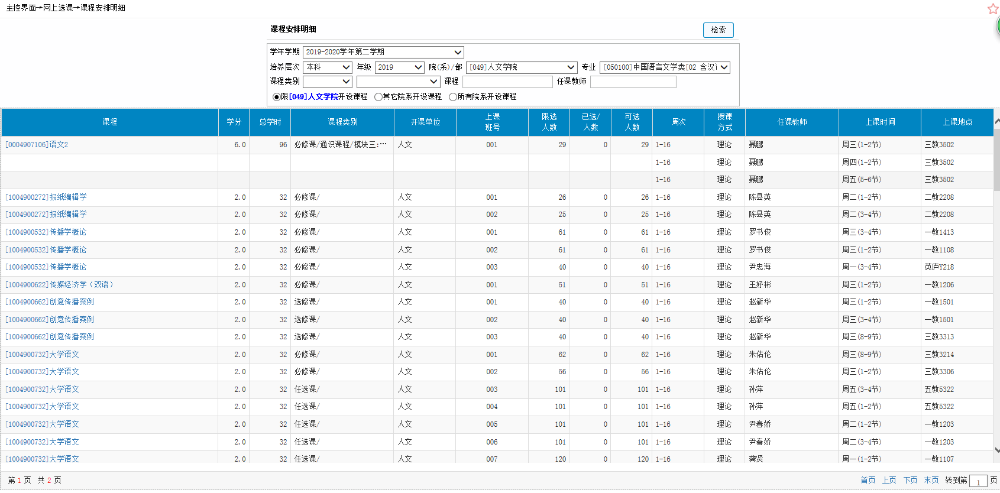 主控界面→网上选课→课程安排明细
课程安排明细 检索
学年学期 2019-2020学年第二学期
培养层次 本科 年级 2019 院(系)/部 [049]人文学院 专业 [050100]中国语言文学类[02 含汉
课程类别 课程 任课教师
限[049]人文学院开设课程 其它院系开设课程 所有院系开设课程
课程 学分 总学时 课程类别 开课单位 上课班号 限选人数 已选/人数 可选人数 周次 授课方式 任课教师 上课时间 上课地点
[0004907106]语文2 6.0 96 必修课/通识课程/模块三:… 人文 001 29 0 29 1-16 理论 聂鹏 周三(1-2节) 三教3502
1-16 理论 聂鹏 周四(1-2节) 三教3502
1-16 理论 聂鹏 周五(5-6节) 三教3502
[1004900272]报纸编辑学 2.0 32 必修课/ 人文 001 26 0 26 1-16 理论 陈昙英 周二(1-2节) 二教2208
[1004900272]报纸编辑学 2.0 32 必修课/ 人文 002 25 0 25 1-16 理论 陈昙英 周二(3-4节) 二教2208
[1004900532]传播学概论 2.0 32 必修课/ 人文 001 61 0 61 1-16 理论 罗书俊 周三(3-4节) 一教1413
[1004900532]传播学概论 2.0 32 必修课/ 人文 002 61 0 61 1-16 理论 罗书俊 周三(1-2节) 一教1108
[1004900532]传播学概论 2.0 32 必修课/ 人文 003 40 0 40 1-16 理论 尹忠海 周一(3-4节) 英庐Y218
[1004900622]传媒经济学（双语） 2.0 32 必修课/ 人文 001 51 0 51 1-16 理论 王妤彬 周三(1-2节) 一教1206
[1004900662]创意传播案例 2.0 32 选修课/ 人文 001 40 0 40 1-16 理论 赵新华 周三(1-2节) 一教1501
[1004900662]创意传播案例 2.0 32 选修课/ 人文 002 40 0 40 1-16 理论 赵新华 周三(3-4节) 一教1501
[1004900662]创意传播案例 2.0 32 选修课/ 人文 003 40 0 40 1-16 理论 赵新华 周三(8-9节) 三教3313
[1004900732]大学语文 2.0 32 必修课/ 人文 001 62 0 62 1-16 理论 朱佑伦 周三(8-9节) 三教3214
[1004900732]大学语文 2.0 32 必修课/ 人文 002 56 0 56 1-16 理论 朱佑伦 周三(1-2节) 三教3306
[1004900732]大学语文 2.0 32 任选课/ 人文 003 101 0 101 1-16 理论 孙萍 周五(3-4节) 五教5322
[1004900732]大学语文 2.0 32 任选课/ 人文 004 101 0 101 1-16 理论 孙萍 周五(1-2节) 五教5322
[1004900732]大学语文 2.0 32 任选课/ 人文 005 101 0 101 1-16 理论 尹春娇 周二(1-2节) 一教1203
[1004900732]大学语文 2.0 32 任选课/ 人文 006 101 0 101 1-16 理论 尹春娇 周二(3-4节) 一教1203
[1004900732]大学语文 2.0 32 任选课/ 人文 007 120 0 120 1-16 理论 龚贤 周一(1-2节) 一教1107
第 1 页 共 2 页 首页 上页 下页 末页 转到第 1 页